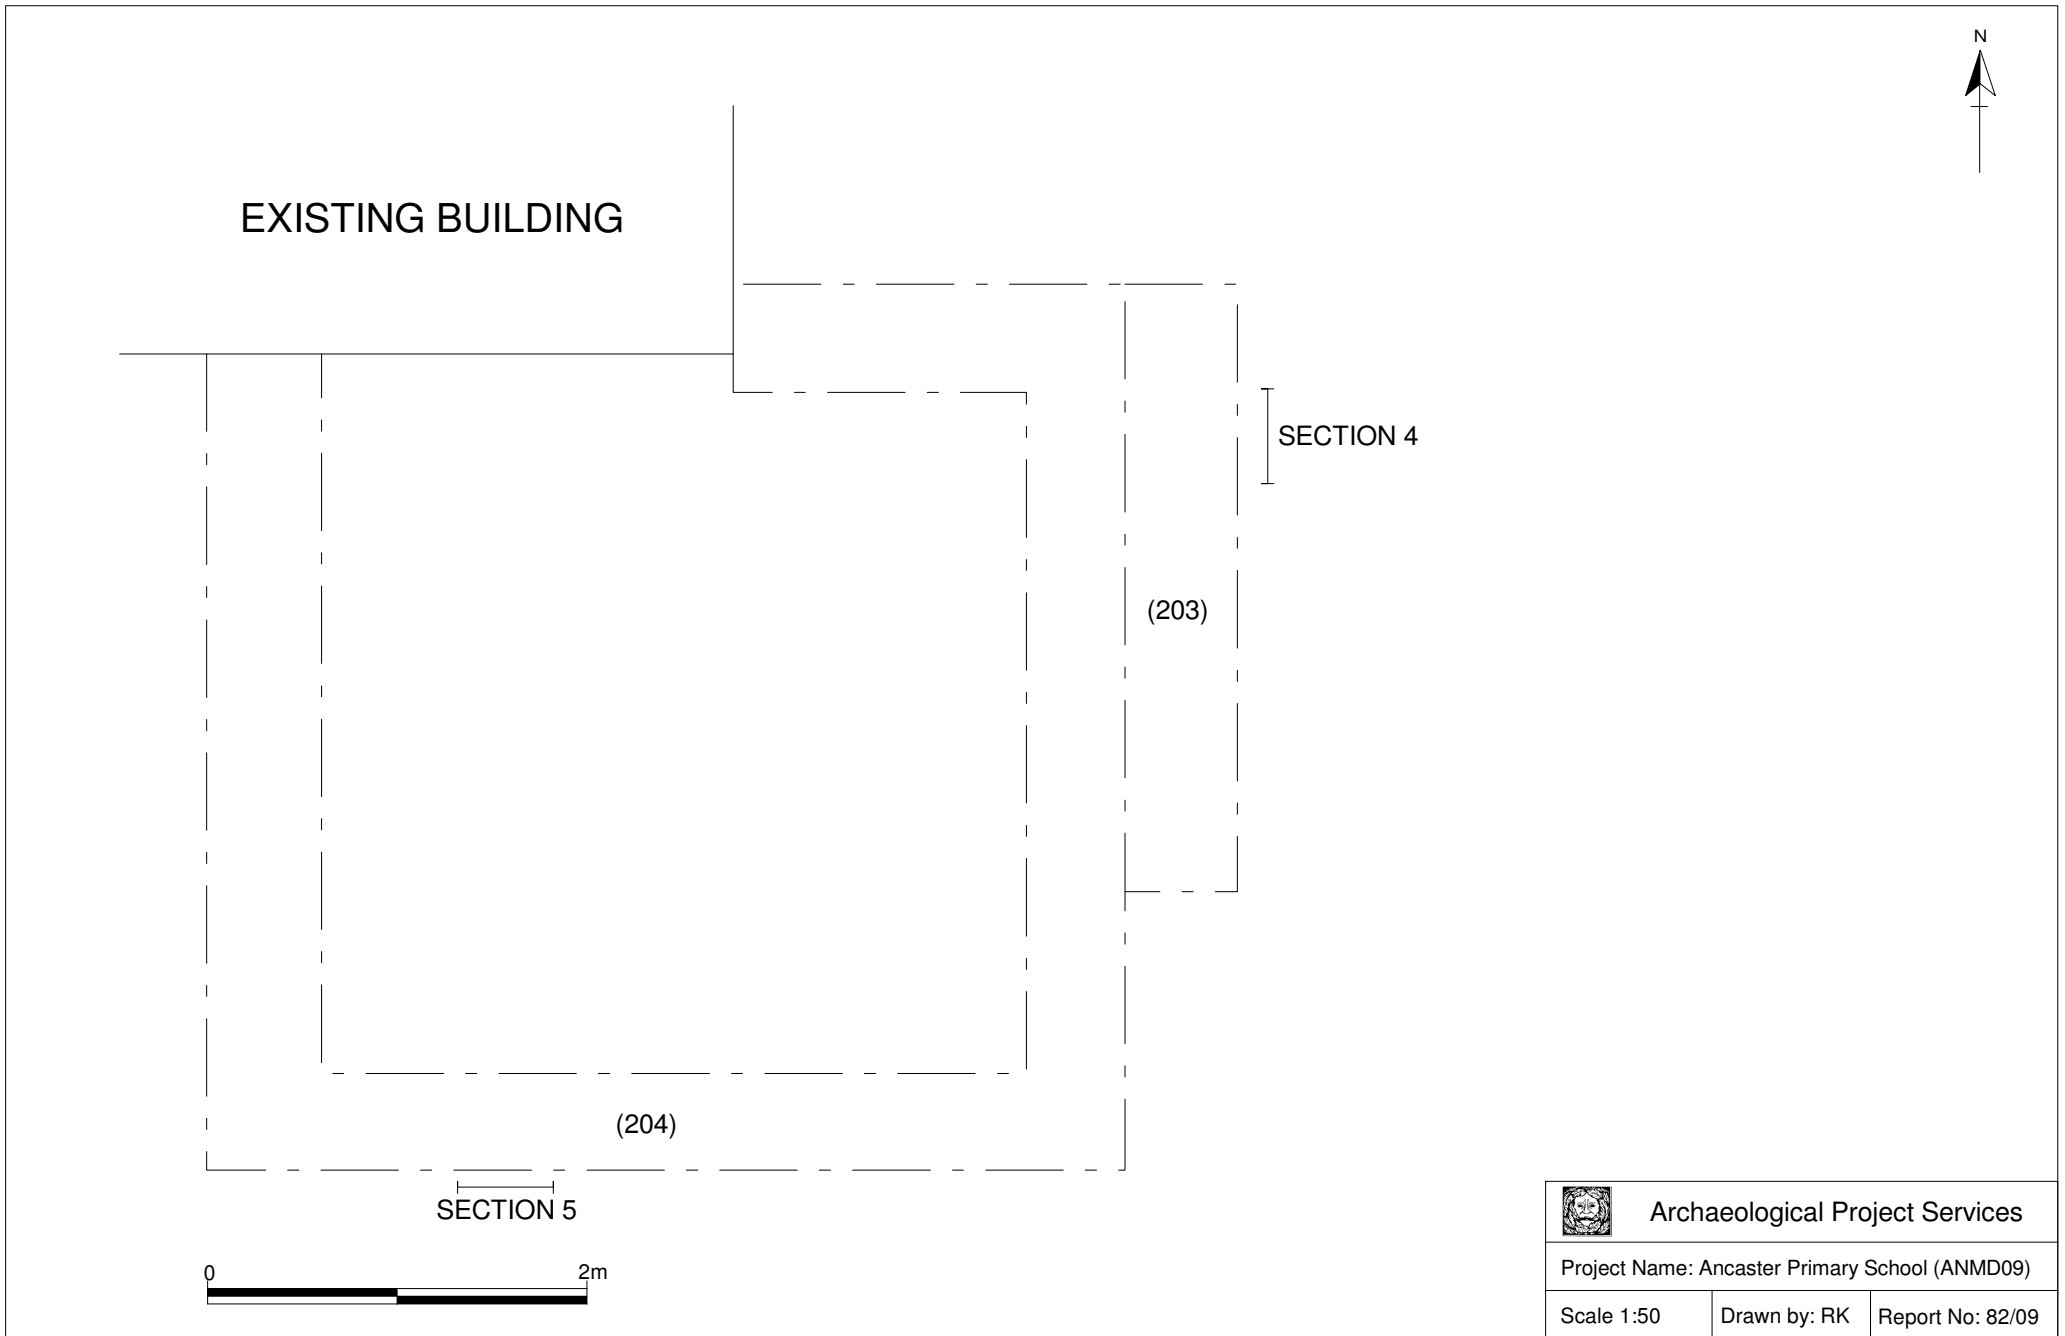 N
EXISTING BUILDING
SECTION 4
(203)
(204)
SECTION 5
0 2m
Archaeological Project Services
Project Name: Ancaster Primary School (ANMD09)
Scale 1:50 Drawn by: RK Report No: 82/09